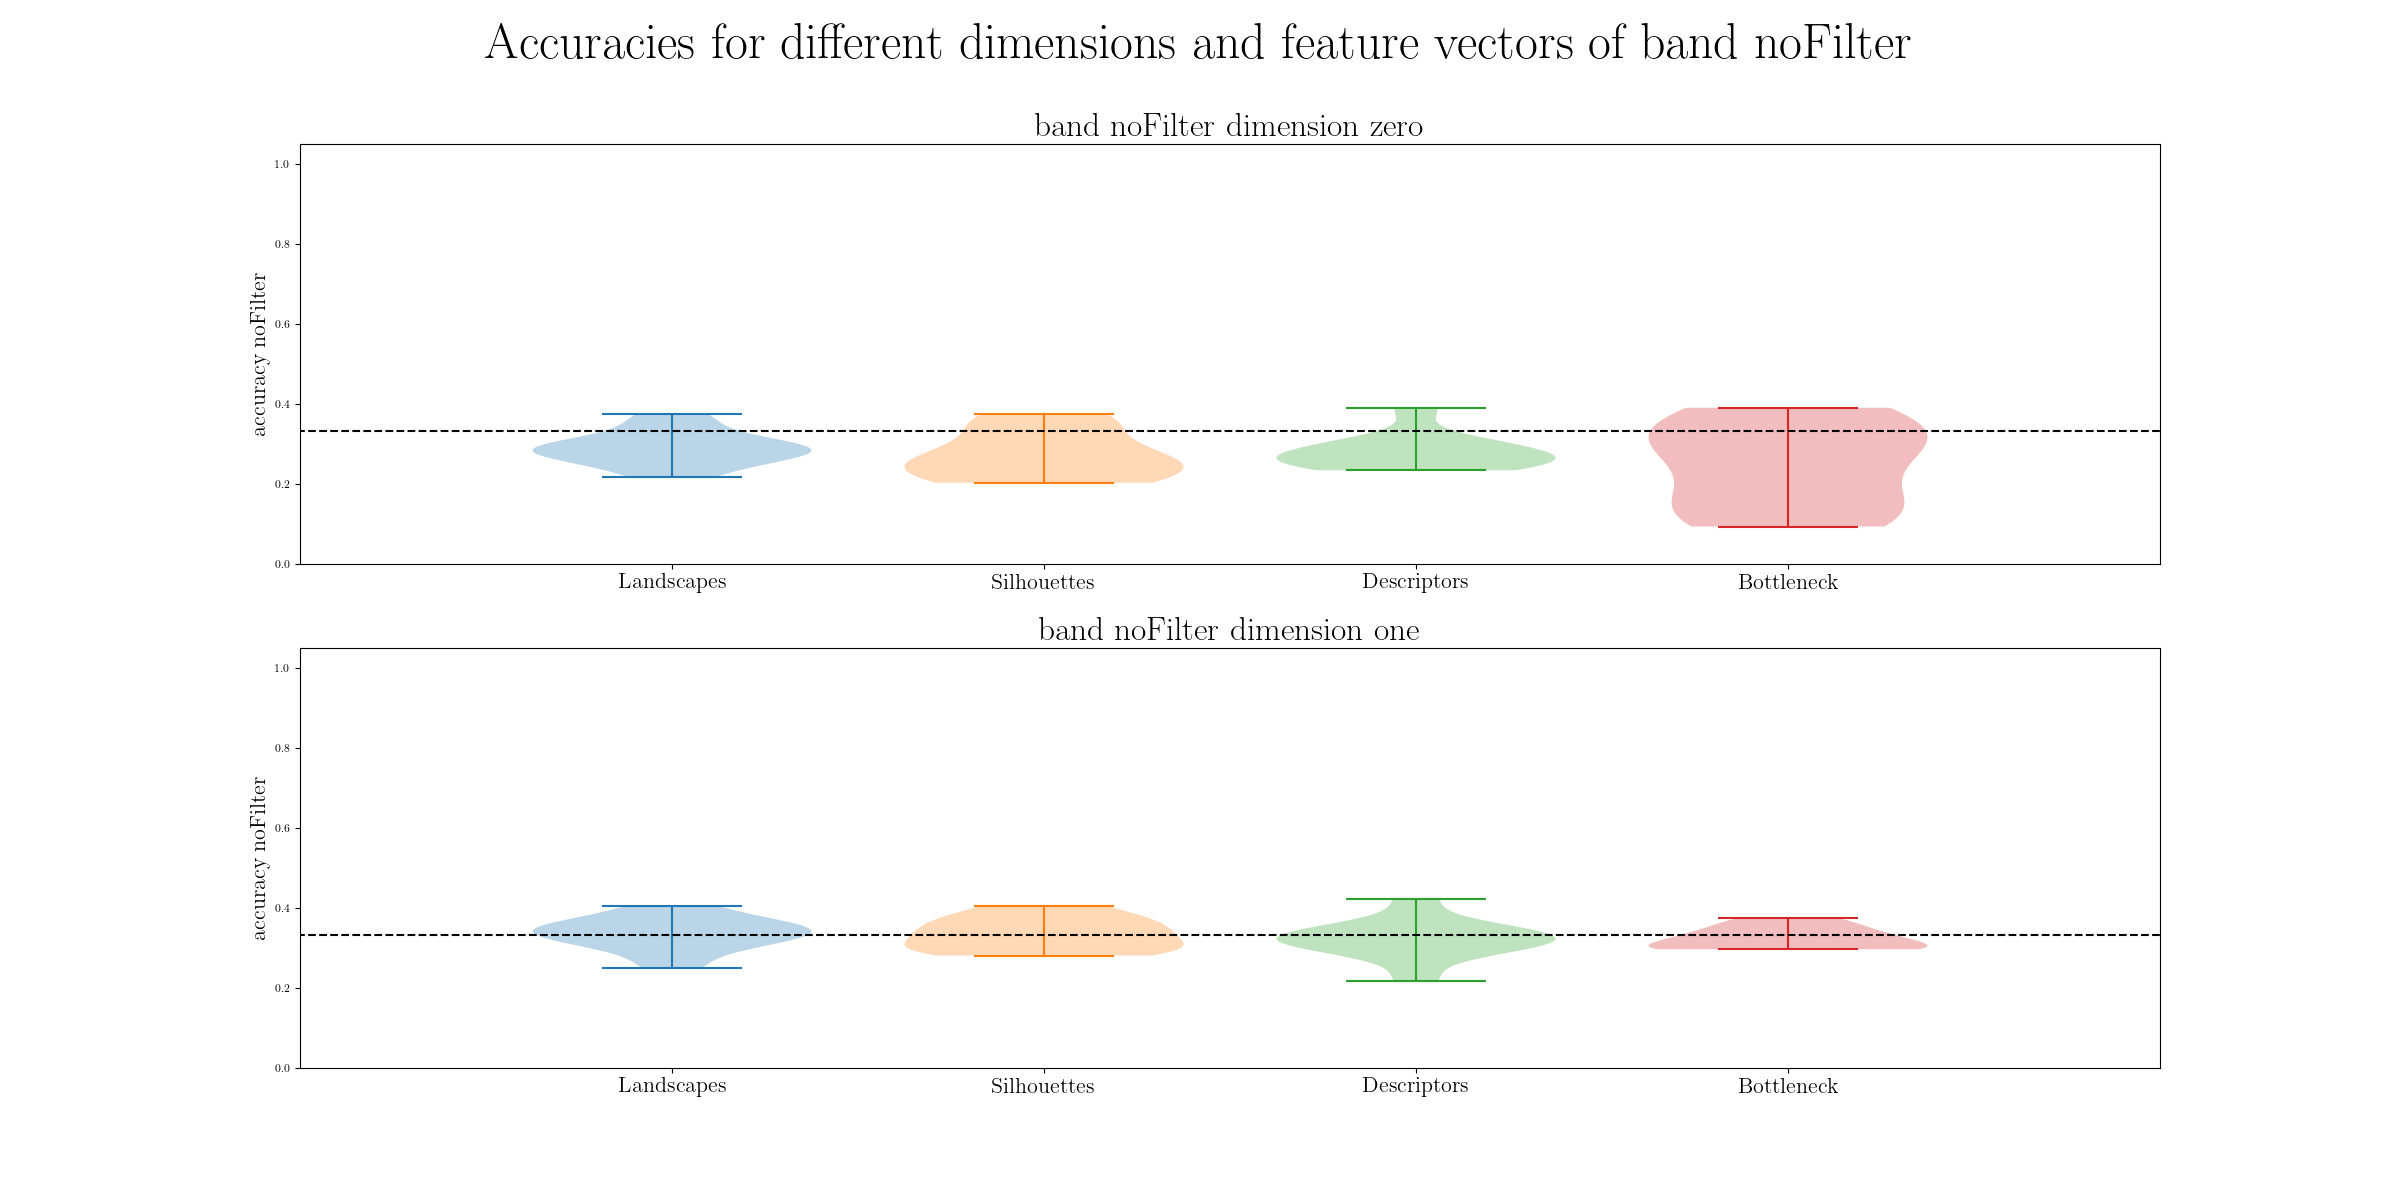 Accuracies for different dimensions and feature vectors of band noFilter
band noFilter dimension zero
1.0
0.8
0.6
0.4
0.2
0.0
accuracy noFilter
Landscapes Silhouettes Descriptors Bottleneck
band noFilter dimension one
1.0
0.8
0.6
0.4
0.2
0.0
accuracy noFilter
Landscapes Silhouettes Descriptors Bottleneck